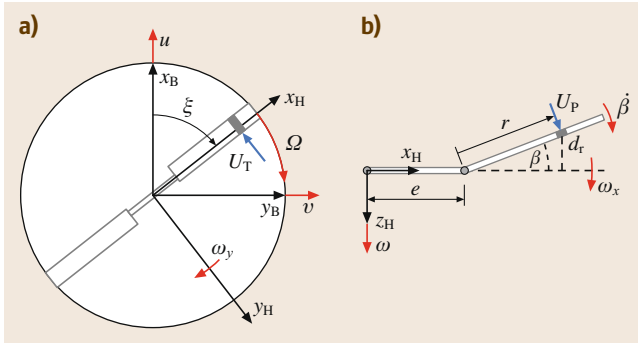 a)
u
x_B
ξ
x_H
Ω
U_T
y_B
v
ω_y
y_H
b)
U_P
β̇
r
d_r
x_H
β
e
ω_x
z_H
ω